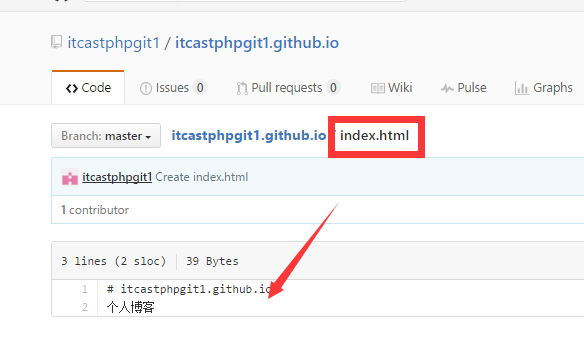 itcastphpgit1 / itcastphpgit1.github.io
Code Issues 0 Pull requests 0 Wiki Pulse Graphs
Branch: master itcastphpgit1.github.io / index.html
itcastphpgit1 Create index.html
1 contributor
3 lines (2 sloc) 39 Bytes
1 # itcastphpgit1.github.io
2 个人博客